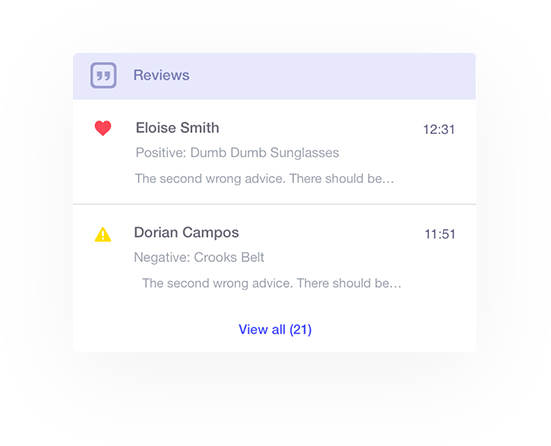 Reviews
Eloise Smith 12:31
Positive: Dumb Dumb Sunglasses
The second wrong advice. There should be...
Dorian Campos 11:51
Negative: Crooks Belt
The second wrong advice. There should be...
View all (21)